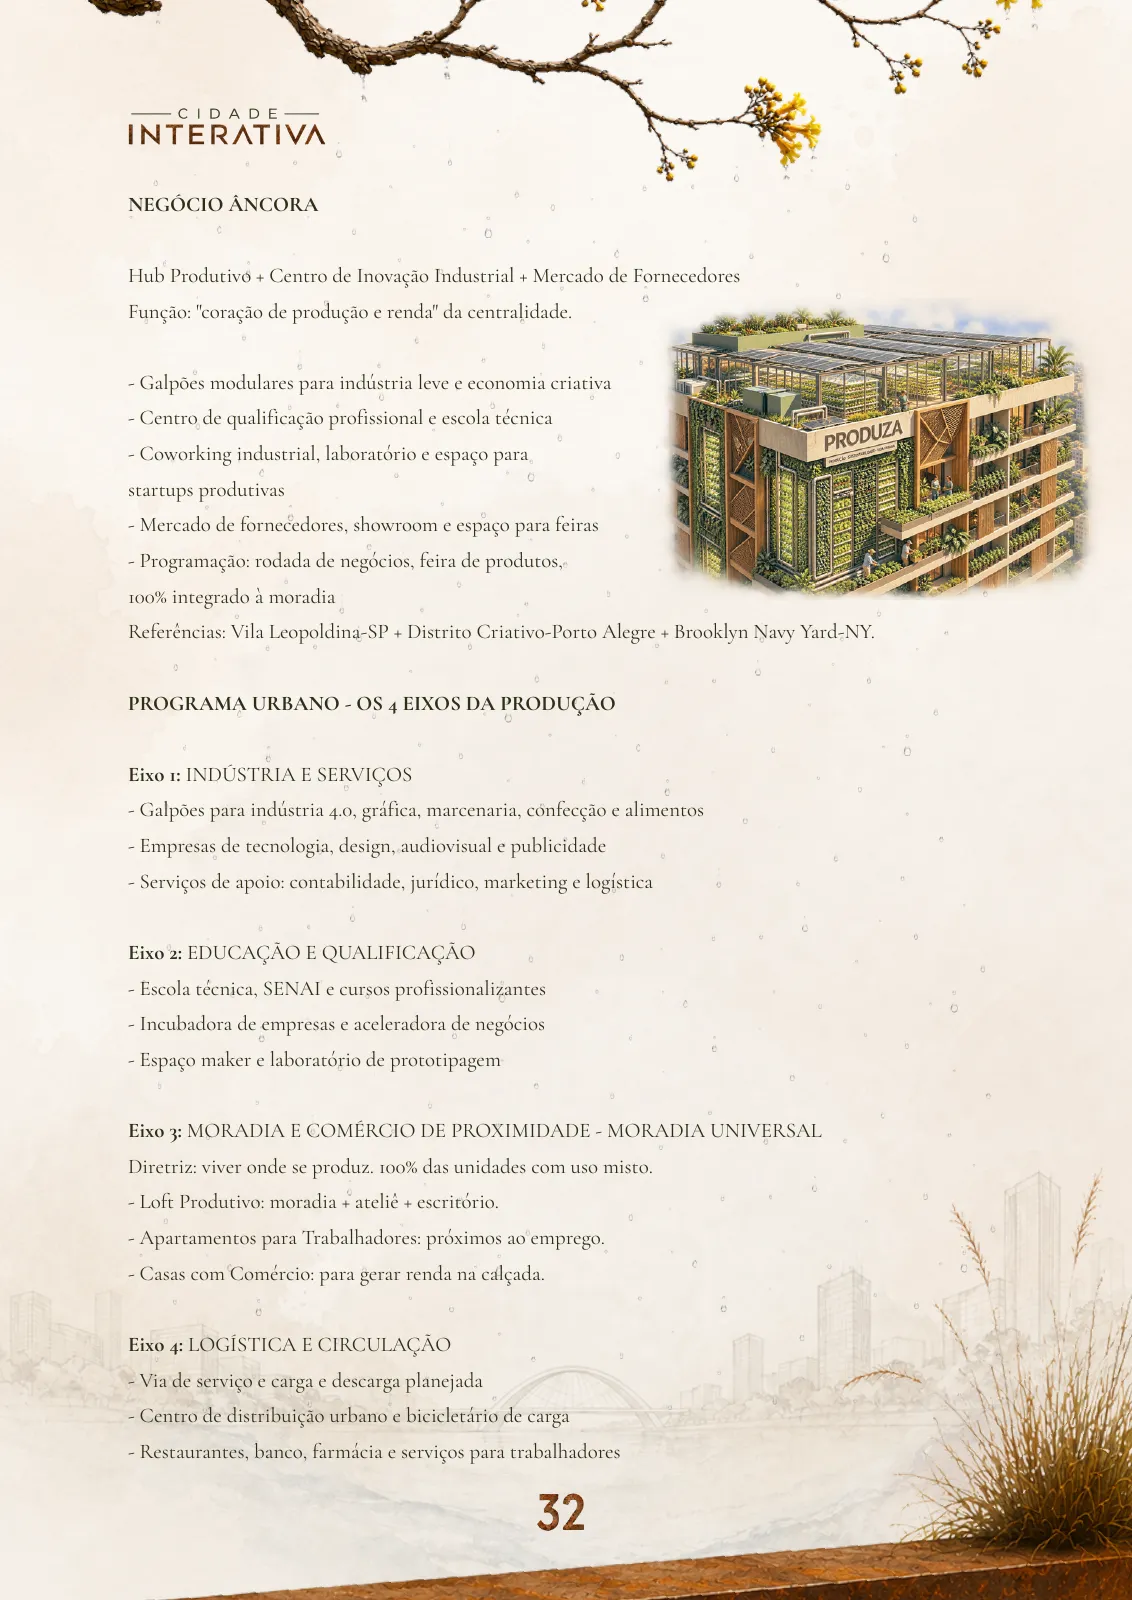 CIDADE
INTERATIVA
NEGÓCIO ÂNCORA
Hub Produtivo + Centro de Inovação Industrial + Mercado de Fornecedores
Função: "coração de produção e renda" da centralidade.
- Galpões modulares para indústria leve e economia criativa
- Centro de qualificação profissional e escola técnica
- Coworking industrial, laboratório e espaço para
startups produtivas
- Mercado de fornecedores, showroom e espaço para feiras
- Programação: rodada de negócios, feira de produtos,
100% integrado à moradia
Referências: Vila Leopoldina-SP + Distrito Criativo-Porto Alegre + Brooklyn Navy Yard-NY.
PRODUZA
PROGRAMA URBANO - OS 4 EIXOS DA PRODUÇÃO
Eixo 1: INDÚSTRIA E SERVIÇOS
- Galpões para indústria 4.0, gráfica, marcenaria, confecção e alimentos
- Empresas de tecnologia, design, audiovisual e publicidade
- Serviços de apoio: contabilidade, jurídico, marketing e logística
Eixo 2: EDUCAÇÃO E QUALIFICAÇÃO
- Escola técnica, SENAI e cursos profissionalizantes
- Incubadora de empresas e aceleradora de negócios
- Espaço maker e laboratório de prototipagem
Eixo 3: MORADIA E COMÉRCIO DE PROXIMIDADE - MORADIA UNIVERSAL
Diretriz: viver onde se produz. 100% das unidades com uso misto.
- Loft Produtivo: moradia + ateliê + escritório.
- Apartamentos para Trabalhadores: próximos ao emprego.
- Casas com Comércio: para gerar renda na calçada.
Eixo 4: LOGÍSTICA E CIRCULAÇÃO
- Via de serviço e carga e descarga planejada
- Centro de distribuição urbano e bicicletário de carga
- Restaurantes, banco, farmácia e serviços para trabalhadores
32